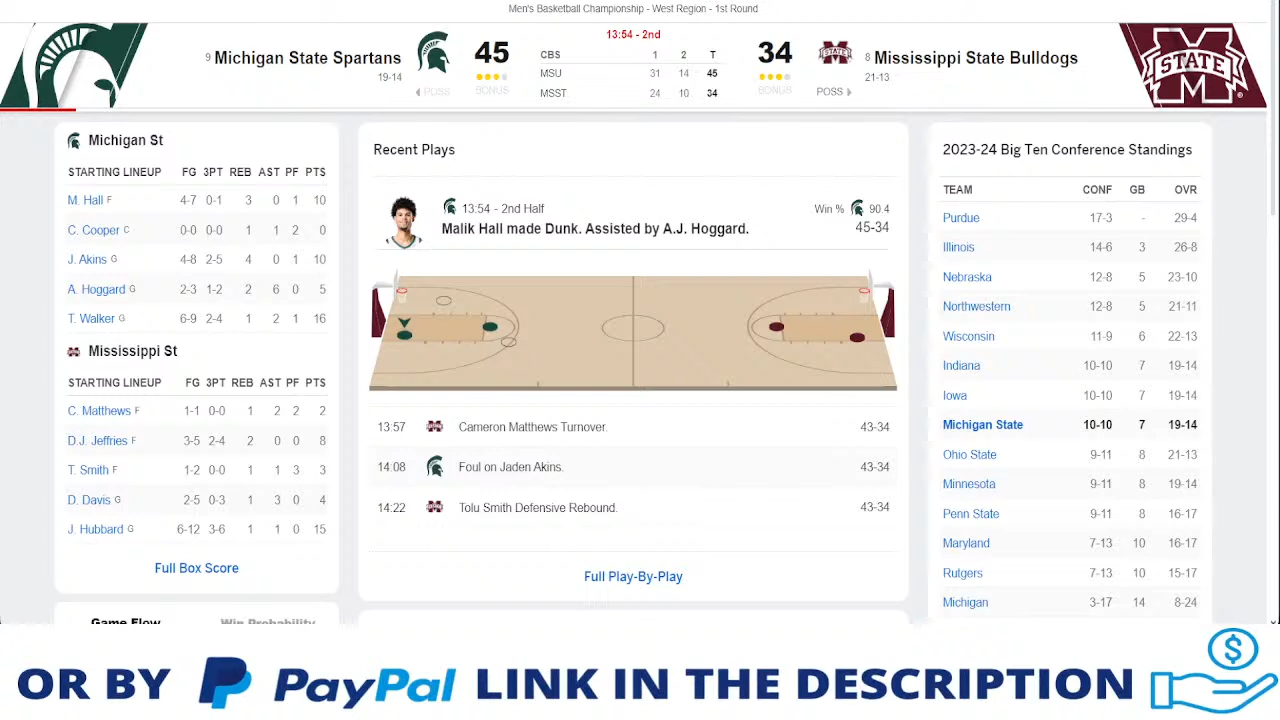 Men's Basketball Championship - West Region - 1st Round
9 Michigan State Spartans
19-14
45
POSS
BONUS
13:54 - 2nd
CBS 1 2 T
MSU 31 14 45
MSST 24 10 34
34
BONUS
POSS
STATE
8 Mississippi State Bulldogs
21-13
STATE
Michigan St
STARTING LINEUP FG 3PT REB AST PF PTS
M. Hall F 4-7 0-1 3 0 1 10
C. Cooper C 0-0 0-0 1 1 2 0
J. Akins G 4-8 2-5 4 0 1 10
A. Hoggard G 2-3 1-2 2 6 0 5
T. Walker G 6-9 2-4 1 2 1 16
Mississippi St
STARTING LINEUP FG 3PT REB AST PF PTS
C. Matthews F 1-1 0-0 1 2 2 2
D.J. Jeffries F 3-5 2-4 2 0 0 8
T. Smith F 1-2 0-0 1 1 3 3
D. Davis G 2-5 0-3 1 3 0 4
J. Hubbard G 6-12 3-6 1 1 0 15
Full Box Score
Game Flow Win Probability
Recent Plays
13:54 - 2nd Half
Malik Hall made Dunk. Assisted by A.J. Hoggard.
Win % 90.4
45-34
13:57 Cameron Matthews Turnover. 43-34
14:08 Foul on Jaden Akins. 43-34
14:22 Tolu Smith Defensive Rebound. 43-34
Full Play-By-Play
2023-24 Big Ten Conference Standings
TEAM CONF GB OVR
Purdue 17-3 - 29-4
Illinois 14-6 3 26-8
Nebraska 12-8 5 23-10
Northwestern 12-8 5 21-11
Wisconsin 11-9 6 22-13
Indiana 10-10 7 19-14
Iowa 10-10 7 19-14
Michigan State 10-10 7 19-14
Ohio State 9-11 8 21-13
Minnesota 9-11 8 19-14
Penn State 9-11 8 16-17
Maryland 7-13 10 16-17
Rutgers 7-13 10 15-17
Michigan 3-17 14 8-24
OR BY PayPal LINK IN THE DESCRIPTION
$